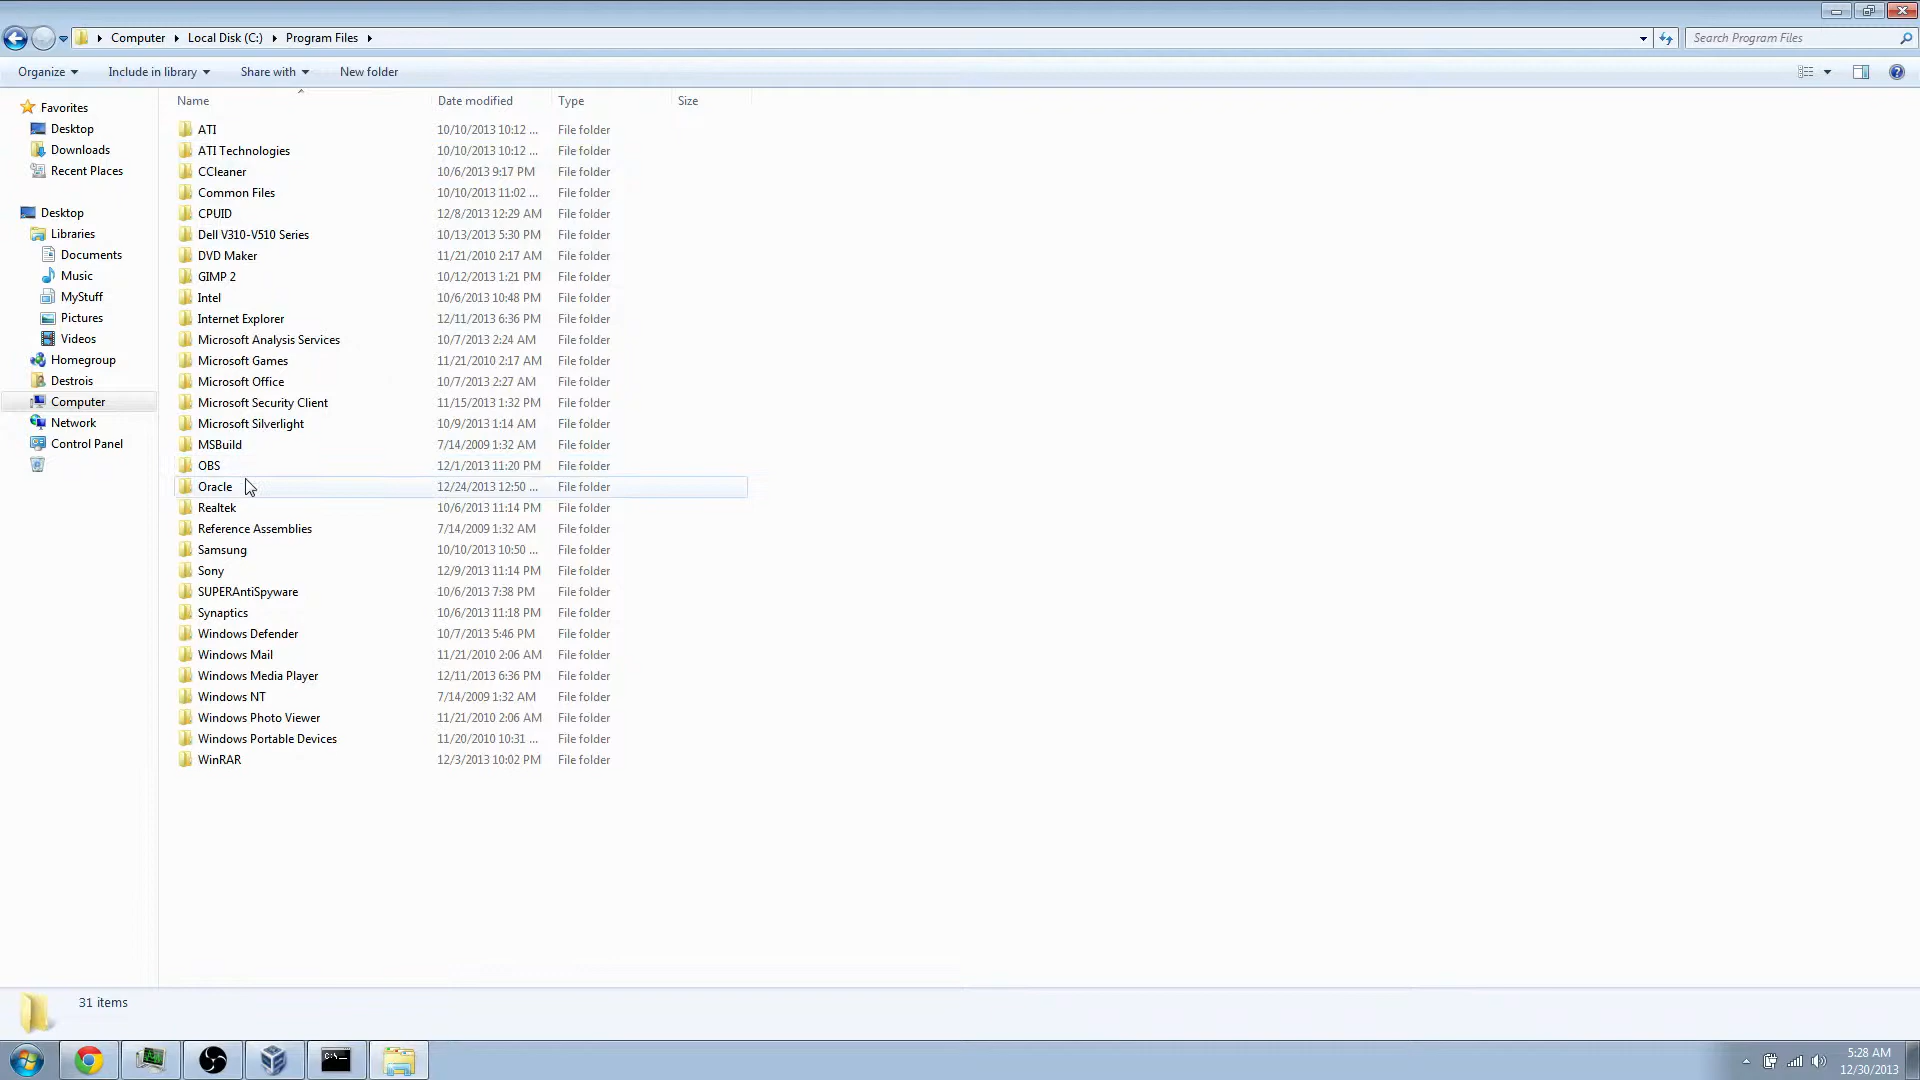 Computer Local Disk (C:) Program Files
Search Program Files
Organize Include in library Share with New folder
Name Date modified Type Size
Favorites
Desktop
Downloads
Recent Places
Desktop
Libraries
Documents
Music
MyStuff
Pictures
Videos
Homegroup
Destrois
Computer
Network
Control Panel
ATI 10/10/2013 10:12 ... File folder
ATI Technologies 10/10/2013 10:12 ... File folder
CCleaner 10/6/2013 9:17 PM File folder
Common Files 10/10/2013 11:02 ... File folder
CPUID 12/8/2013 12:29 AM File folder
Dell V310-V510 Series 10/13/2013 5:30 PM File folder
DVD Maker 11/21/2010 2:17 AM File folder
GIMP 2 10/12/2013 1:21 PM File folder
Intel 10/6/2013 10:48 PM File folder
Internet Explorer 12/11/2013 6:36 PM File folder
Microsoft Analysis Services 10/7/2013 2:24 AM File folder
Microsoft Games 11/21/2010 2:17 AM File folder
Microsoft Office 10/7/2013 2:27 AM File folder
Microsoft Security Client 11/15/2013 1:32 PM File folder
Microsoft Silverlight 10/9/2013 1:14 AM File folder
MSBuild 7/14/2009 1:32 AM File folder
OBS 12/1/2013 11:20 PM File folder
Oracle 12/24/2013 12:50 ... File folder
Realtek 10/6/2013 11:14 PM File folder
Reference Assemblies 7/14/2009 1:32 AM File folder
Samsung 10/10/2013 10:50 ... File folder
Sony 12/9/2013 11:14 PM File folder
SUPERAntiSpyware 10/6/2013 7:38 PM File folder
Synaptics 10/6/2013 11:18 PM File folder
Windows Defender 10/7/2013 5:46 PM File folder
Windows Mail 11/21/2010 2:06 AM File folder
Windows Media Player 12/11/2013 6:36 PM File folder
Windows NT 7/14/2009 1:32 AM File folder
Windows Photo Viewer 11/21/2010 2:06 AM File folder
Windows Portable Devices 11/20/2010 10:31 ... File folder
WinRAR 12/3/2013 10:02 PM File folder
31 items
C:\
5:28 AM
12/30/2013